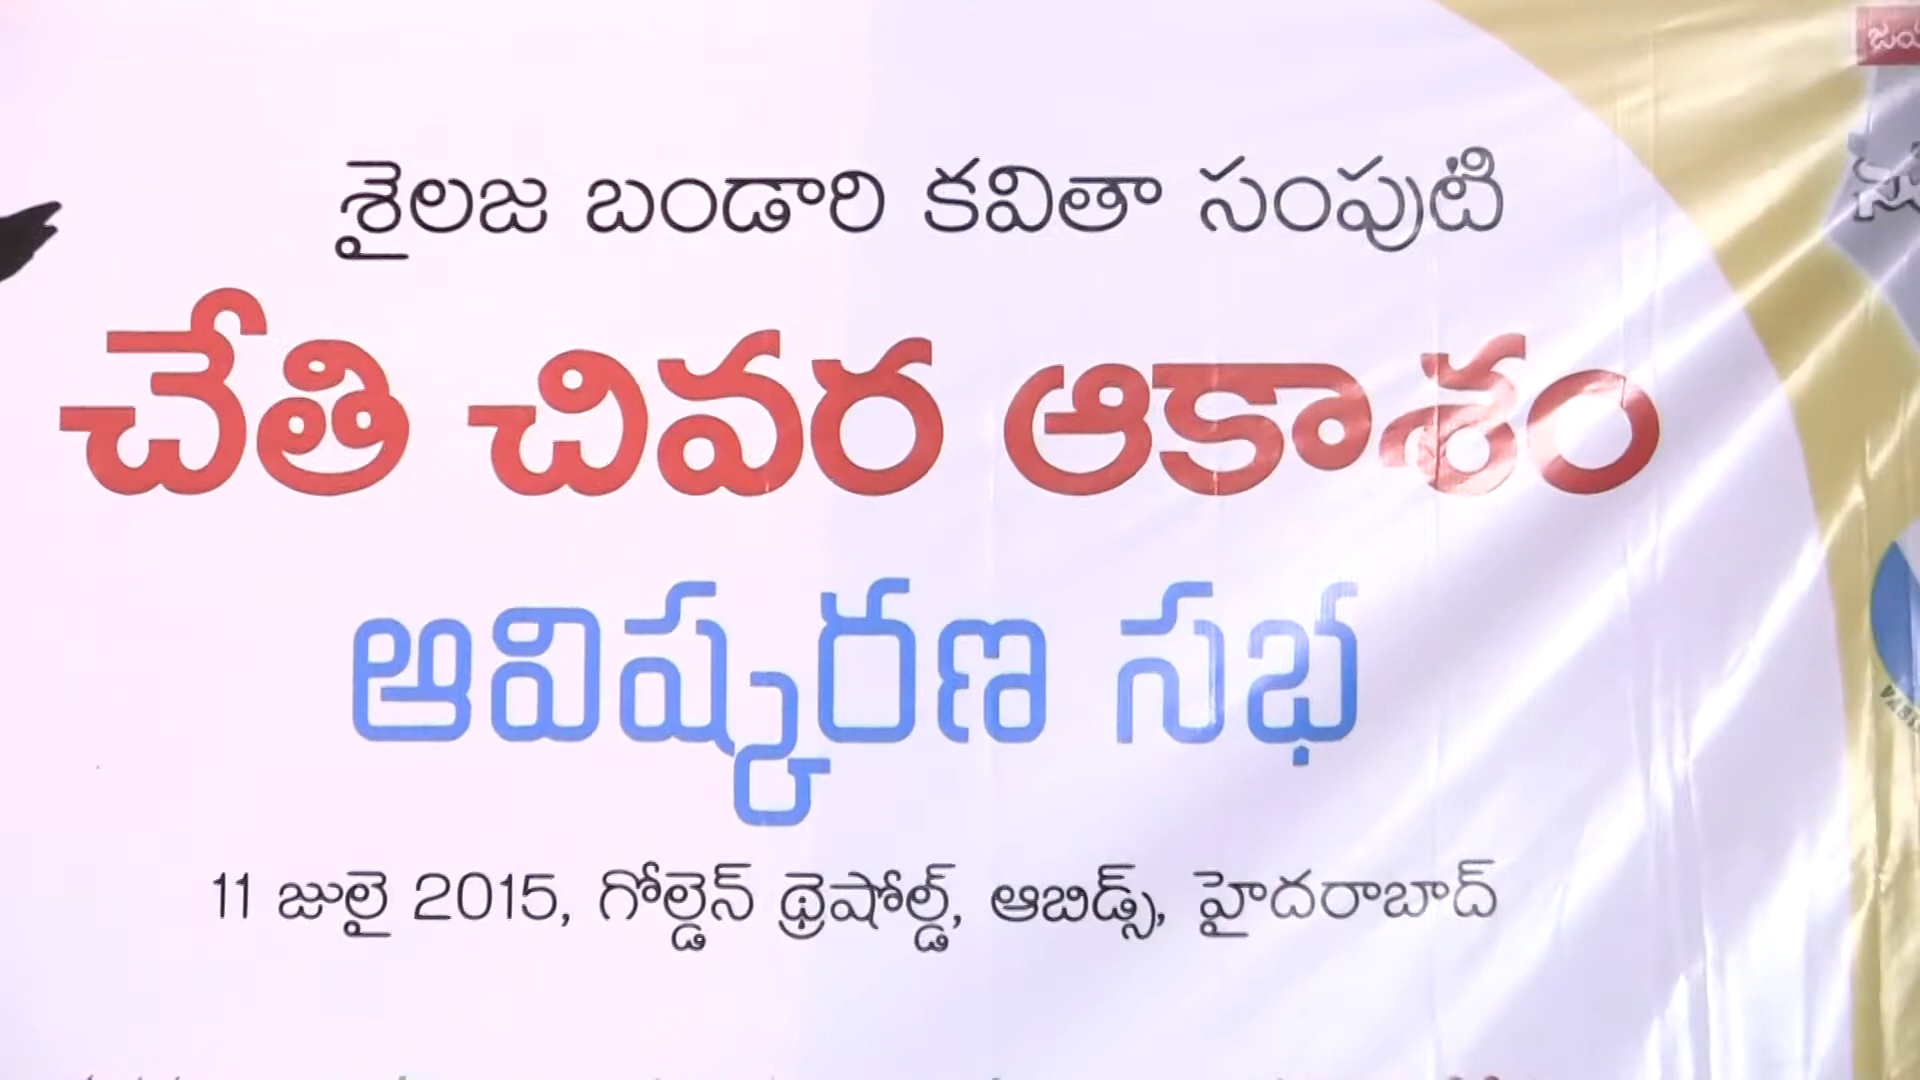 శైలజ బండారి కవితా సంపుటి
చేతి చివర ఆకాశం
ఆవిష్కరణ సభ
11 జులై 2015, గోల్డెన్ థ్రెషోల్డ్, ఆబిడ్స్, హైదరాబాద్